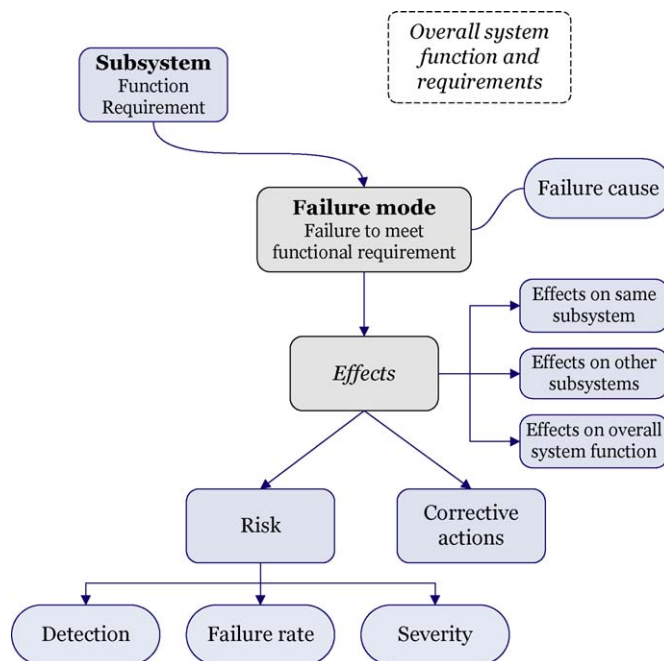 Overall system
function and
requirements
Subsystem
Function
Requirement
Failure mode
Failure to meet
functional requirement
Failure cause
Effects
Effects on same
subsystem
Effects on other
subsystems
Effects on overall
system function
Risk
Corrective
actions
Detection
Failure rate
Severity